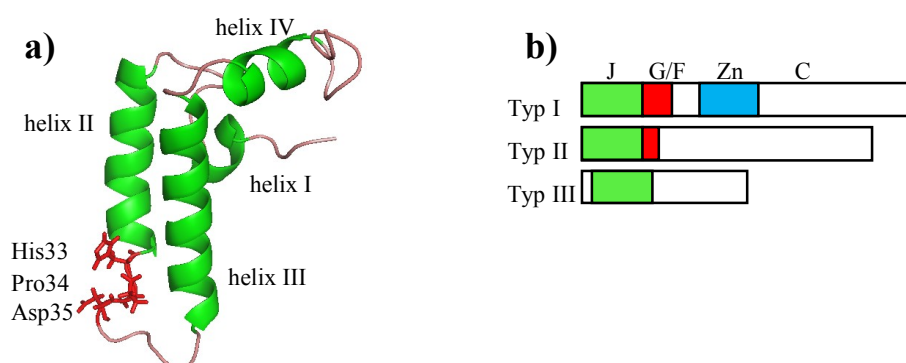 a)
helix IV
helix II
helix I
His33
Pro34
Asp35
helix III
b)
J G/F Zn C
Typ I
Typ II
Typ III